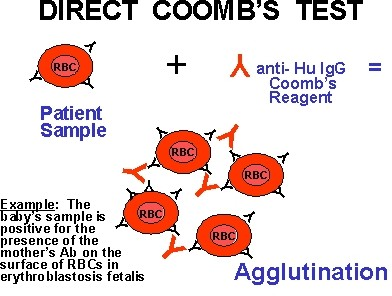 DIRECT COOMB'S TEST
RBC
+
anti- Hu IgG =
Coomb's
Reagent
Patient
Sample
RBC
RBC
RBC
RBC
Example: The
baby's sample is
positive for the
presence of the
mother's Ab on the
surface of RBCs in
erythroblastosis fetalis
Agglutination